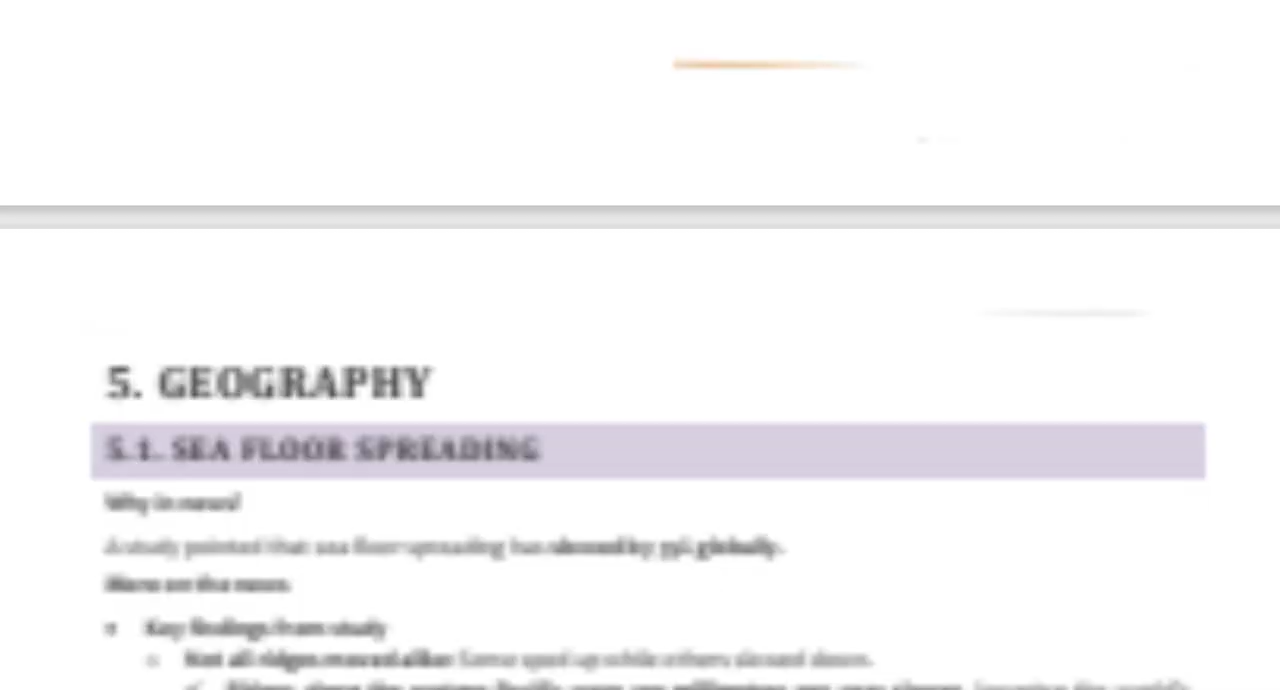 5. GEOGRAPHY
5.1. SEA FLOOR SPREADING
Why in news?
A study pointed that sea floor spreading has slowed by 35% globally.
More on the news
• Key findings from study
○ Not all ridges moved alike: Some sped up while others slowed down.